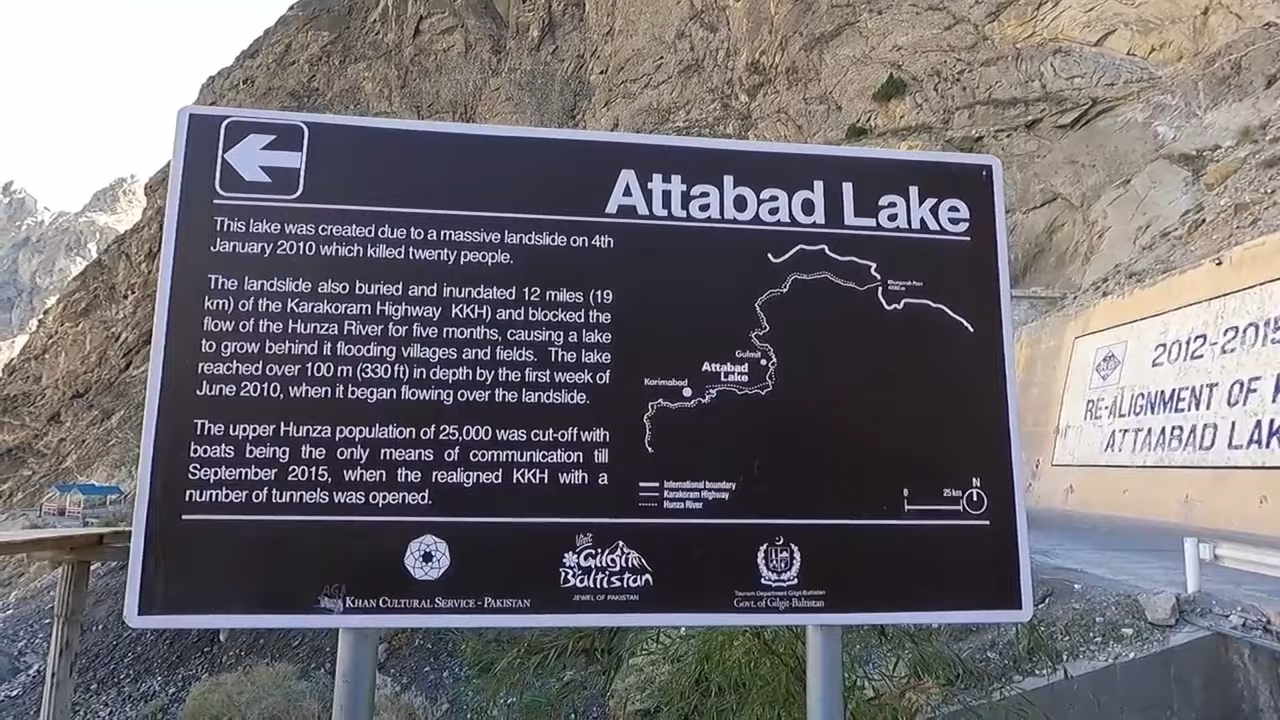 Attabad Lake
This lake was created due to a massive landslide on 4th
January 2010 which killed twenty people.
The landslide also buried and inundated 12 miles (19
km) of the Karakoram Highway KKH) and blocked the
flow of the Hunza River for five months, causing a lake
to grow behind it flooding villages and fields. The lake
reached over 100 m (330 ft) in depth by the first week of
June 2010, when it began flowing over the landslide.
The upper Hunza population of 25,000 was cut-off with
boats being the only means of communication till
September 2015, when the realigned KKH with a
number of tunnels was opened.
Khunjerab Pass
Gulmit
Attabad
Lake
Karimabad
International boundary
Karakoram Highway
Hunza River
0 25 km
N
AGA KHAN CULTURAL SERVICE - PAKISTAN
Visit
Gilgit
Baltistan
JEWEL OF PAKISTAN
Tourism Department Gilgit-Baltistan
Govt. of Gilgit-Baltistan
2012-2015
RE-ALIGNMENT OF
ATTAABAD LAK